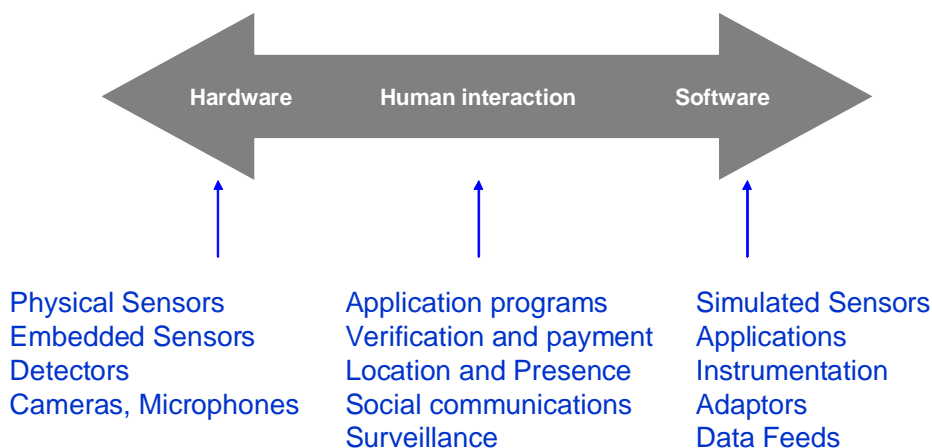 Hardware
Human interaction
Software
Physical Sensors
Embedded Sensors
Detectors
Cameras, Microphones
Application programs
Verification and payment
Location and Presence
Social communications
Surveillance
Simulated Sensors
Applications
Instrumentation
Adaptors
Data Feeds